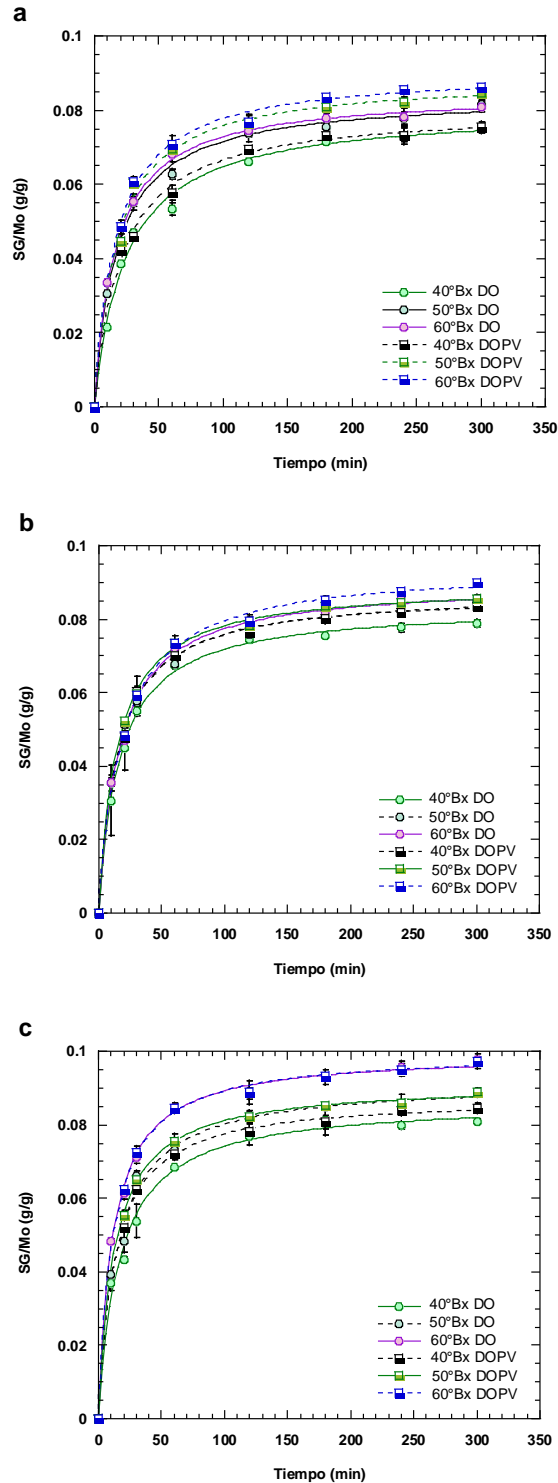 a
0.1
0.08
0.06
0.04
0.02
0
SG/Mo (g/g)
40°Bx DO
50°Bx DO
60°Bx DO
40°Bx DOPV
50°Bx DOPV
60°Bx DOPV
0 50 100 150 200 250 300 350
Tiempo (min)
b
0.1
0.08
0.06
0.04
0.02
0
SG/Mo (g/g)
40°Bx DO
50°Bx DO
60°Bx DO
40°Bx DOPV
50°Bx DOPV
60°Bx DOPV
0 50 100 150 200 250 300 350
Tiempo (min)
c
0.1
0.08
0.06
0.04
0.02
0
SG/Mo (g/g)
40°Bx DO
50°Bx DO
60°Bx DO
40°Bx DOPV
50°Bx DOPV
60°Bx DOPV
0 50 100 150 200 250 300 350
Tiempo (min)